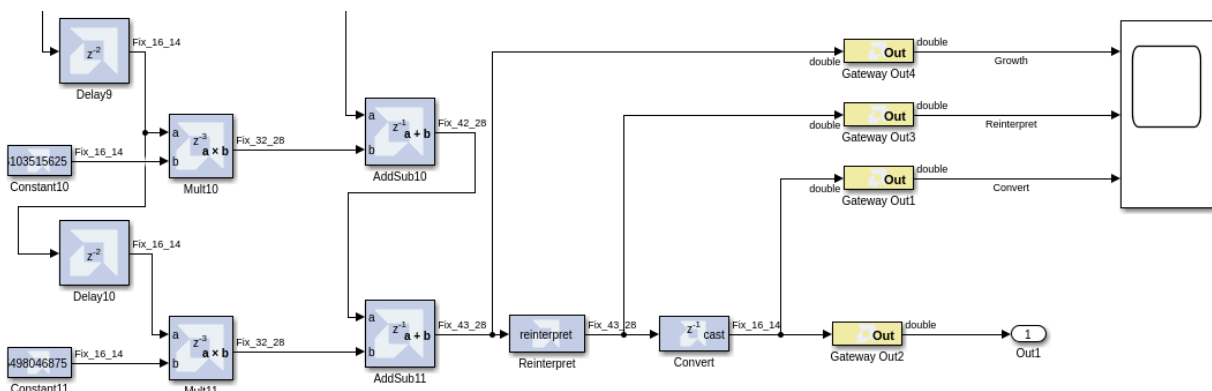 z-2
Fix_16_14
Delay9
a
b
z-3
a × b
Fix_32_28
Mult10
103515625
Fix_16_14
Constant10
a
b
z-1
a + b
Fix_42_28
AddSub10
double
Out
double
Gateway Out4
Growth
double
Out
double
Gateway Out3
Reinterpret
double
Out
double
Gateway Out1
Convert
z-2
Fix_16_14
Delay10
a
b
z-3
a × b
Fix_32_28
Mult11
498046875
Fix_16_14
Constant11
a
b
z-1
a + b
Fix_43_28
AddSub11
reinterpret
Fix_43_28
Reinterpret
z-1
cast
Fix_16_14
Convert
Out
double
Gateway Out2
1
Out1